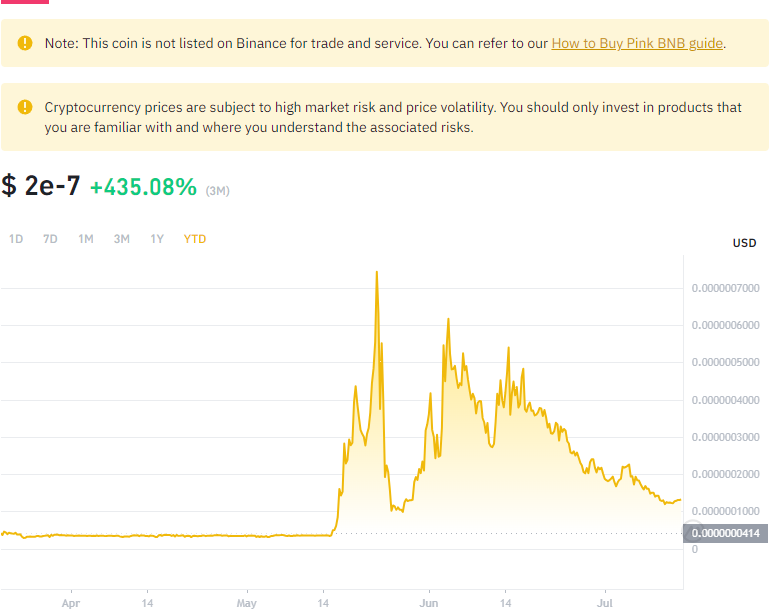 Note: This coin is not listed on Binance for trade and service. You can refer to our How to Buy Pink BNB guide.
Cryptocurrency prices are subject to high market risk and price volatility. You should only invest in products that
you are familiar with and where you understand the associated risks.
$ 2e-7 +435.08% (3M)
1D 7D 1M 3M 1Y YTD
USD
0.0000007000
0.0000006000
0.0000005000
0.0000004000
0.0000003000
0.0000002000
0.0000001000
0.0000000414
0
Apr 14 May 14 Jun 14 Jul